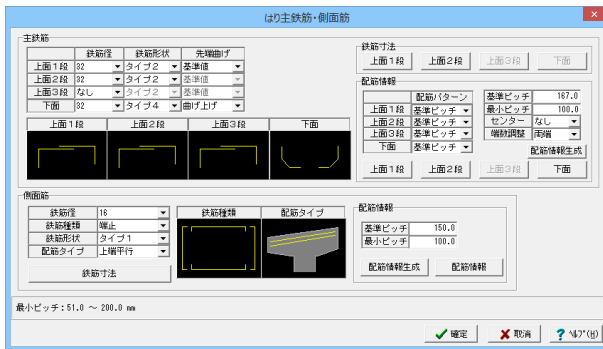 はり主鉄筋・側面筋
主鉄筋
鉄筋径 鉄筋形状 先端曲げ
上面1段 32 タイプ2 基準値
上面2段 32 タイプ2 基準値
上面3段 なし タイプ2 基準値
下面 32 タイプ4 曲げ上げ
上面1段 上面2段 上面3段 下面
鉄筋寸法
上面1段 上面2段 上面3段 下面
配筋情報
配筋パターン
上面1段 基準ピッチ
上面2段 基準ピッチ
上面3段 基準ピッチ
下面 基準ピッチ
基準ピッチ 167.0
最小ピッチ 100.0
センター なし
端数調整 両端
配筋情報生成
上面1段 上面2段 上面3段 下面
側面筋
鉄筋径 16
鉄筋種類 端止
鉄筋形状 タイプ1
配筋タイプ 上端平行
鉄筋寸法
鉄筋種類 配筋タイプ
配筋情報
基準ピッチ 150.0
最小ピッチ 100.0
配筋情報生成 配筋情報
最小ピッチ:51.0 ～ 200.0 mm
確定 取消 ? ﾍﾙﾌﾟ(H)